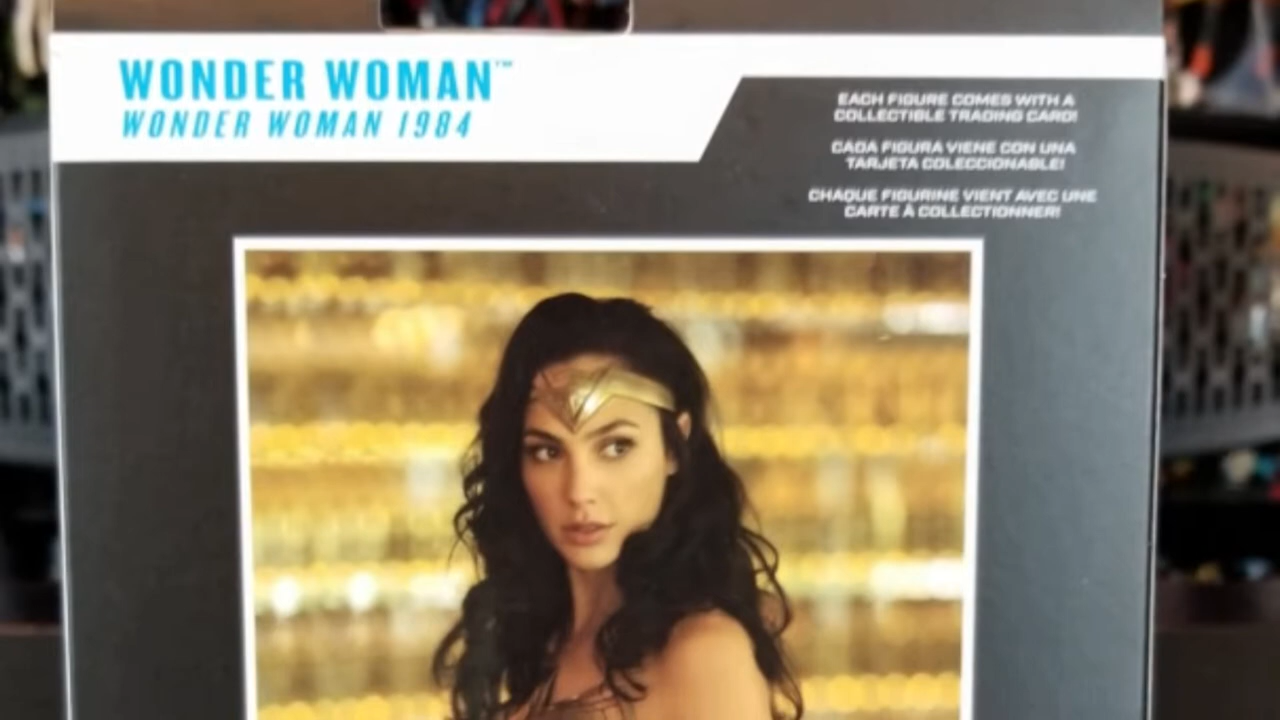 WONDER WOMAN™
WONDER WOMAN 1984
EACH FIGURE COMES WITH A
COLLECTIBLE TRADING CARD!
CADA FIGURA VIENE CON UNA
TARJETA COLECCIONABLE!
CHAQUE FIGURINE VIENT AVEC UNE
CARTE À COLLECTIONNER!